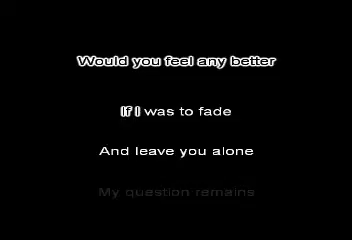 Would you feel any better
If I was to fade
And leave you alone
My question remains